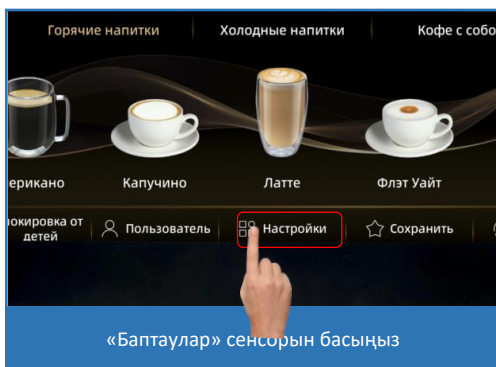 Горячие напитки Холодные напитки Кофе с собо
ерикано Капучино Латте Флэт Уайт
локировка от детей Пользователь Настройки Сохранить
«Баптаулар» сенсорын басыңыз